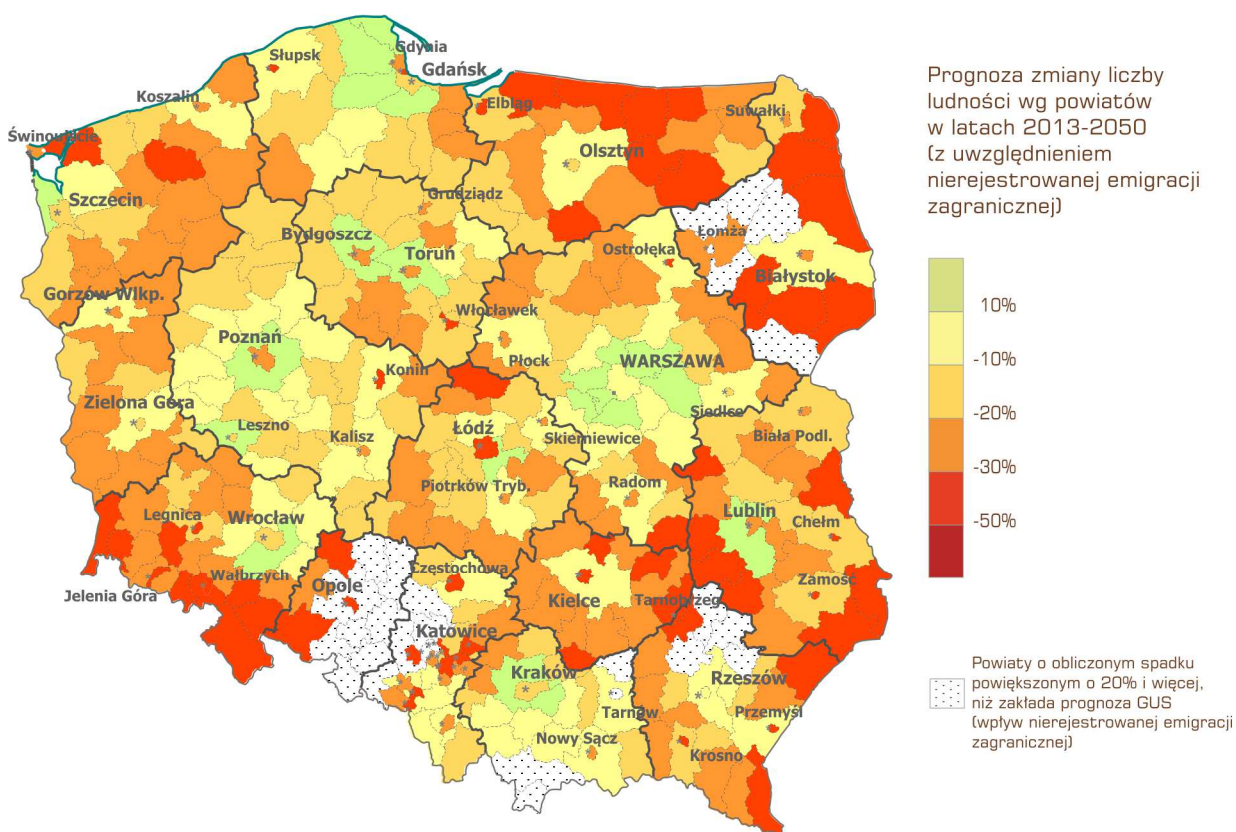 Słupsk
Gdynia
Gdańsk
Koszalin
Elbląg
Suwałki
Świnoujście
Olsztyn
Szczecin
Grudziądz
Łomża
Bydgoszcz
Ostrołęka
Toruń
Białystok
Gorzów Wlkp.
Włocławek
Poznań
Płock
WARSZAWA
Konin
Zielona Góra
Siedlce
Leszno
Kalisz
Łódź
Skierniewice
Biała Podl.
Piotrków Tryb.
Radom
Legnica
Wrocław
Lublin
Chełm
Wałbrzych
Opole
Częstochowa
Zamość
Jelenia Góra
Kielce
Tarnobrzeg
Katowice
Kraków
Rzeszów
Tarnów
Przemyśl
Nowy Sącz
Krosno
Prognoza zmiany liczby
ludności wg powiatów
w latach 2013-2050
(z uwzględnieniem
nierejestrowanej emigracji
zagranicznej)
10%
-10%
-20%
-30%
-50%
Powiaty o obliczonym spadku
powiększonym o 20% i więcej,
niż zakłada prognoza GUS
(wpływ nierejestrowanej emigracji
zagranicznej)